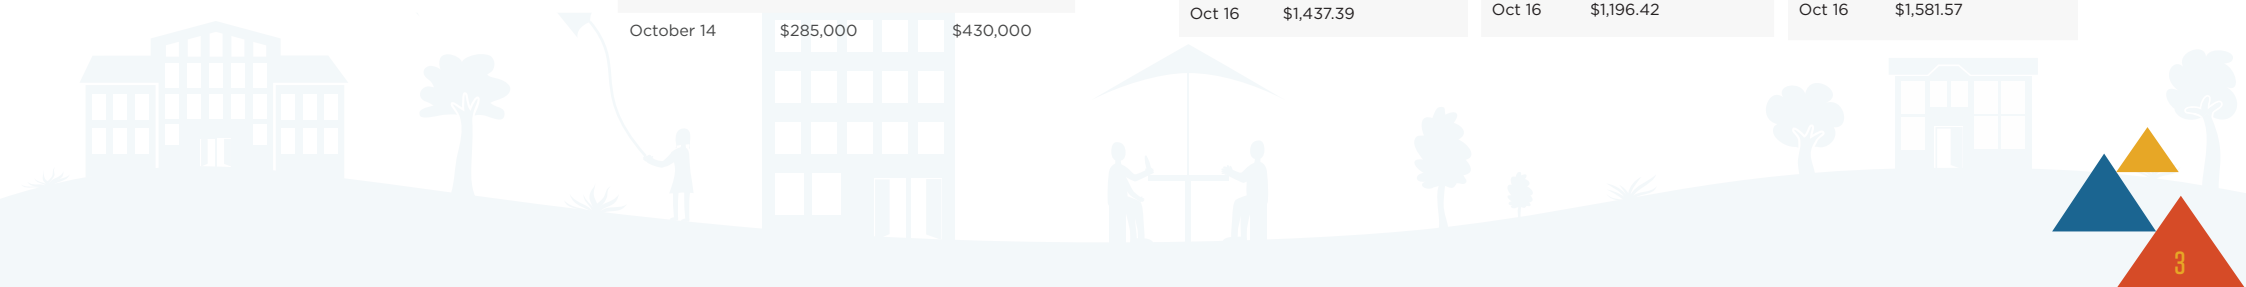 October 14 $285,000 $430,000
Oct 16 $1,437.39
Oct 16 $1,196.42
Oct 16 $1,581.57
3